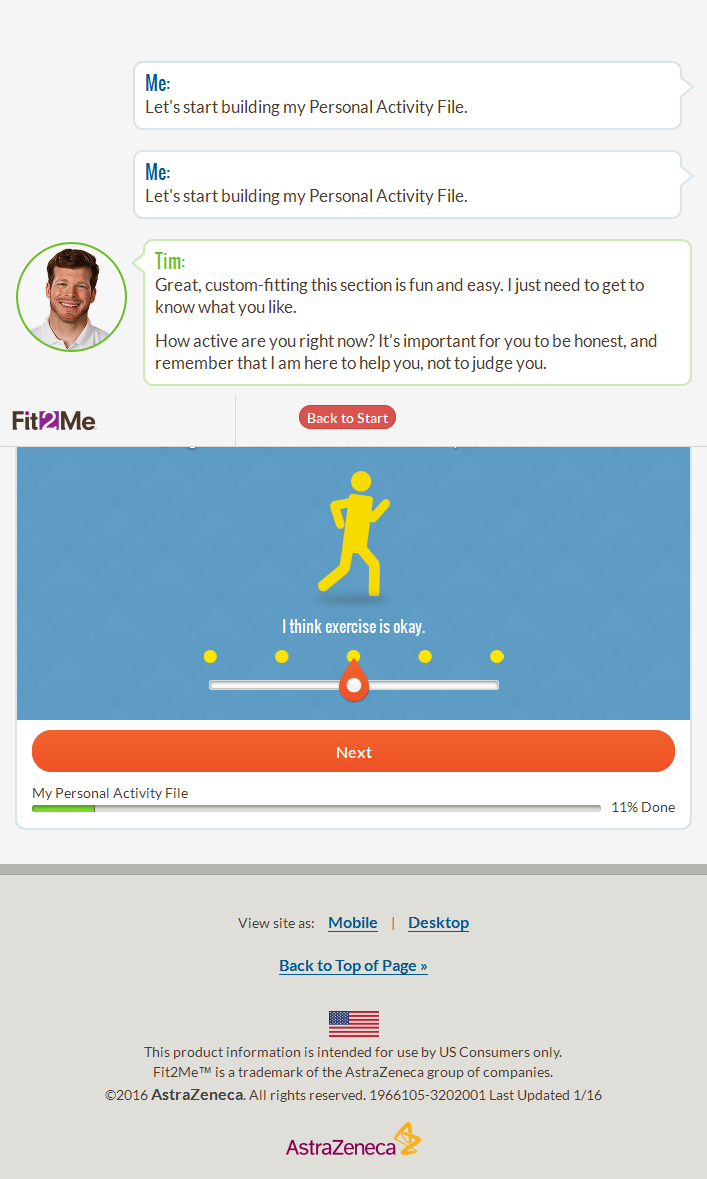 Me:
Let's start building my Personal Activity File.
Me:
Let's start building my Personal Activity File.
Tim:
Great, custom-fitting this section is fun and easy. I just need to get to
know what you like.
How active are you right now? It's important for you to be honest, and
remember that I am here to help you, not to judge you.
Fit2Me
Back to Start
I think exercise is okay.
Next
My Personal Activity File
11% Done
View site as: Mobile | Desktop
Back to Top of Page »
This product information is intended for use by US Consumers only.
Fit2Me™ is a trademark of the AstraZeneca group of companies.
©2016 AstraZeneca. All rights reserved. 1966105-3202001 Last Updated 1/16
AstraZeneca